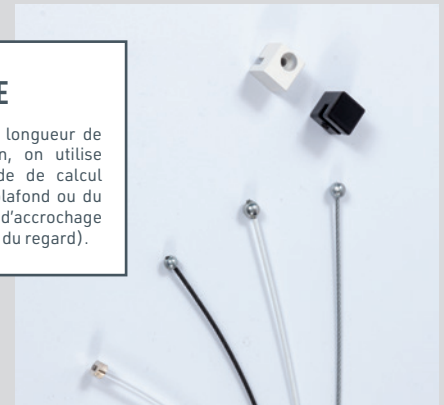 E
longueur de
n, on utilise
de de calcul
lafond ou du
d'accrochage
du regard).